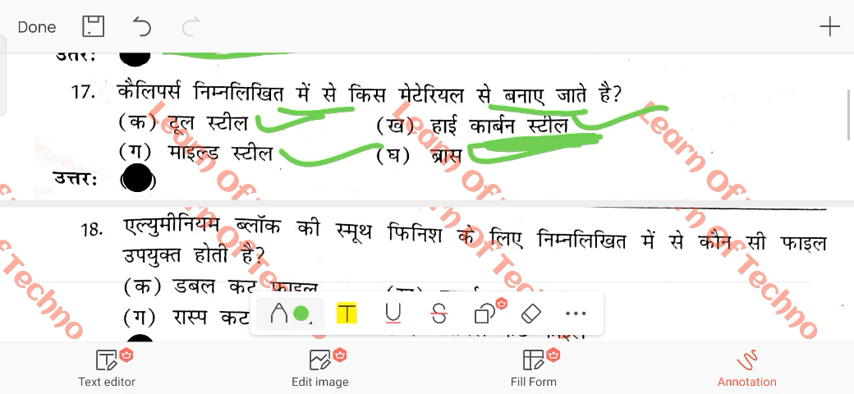 Done
उत्तर:
17. कैलिपर्स निम्नलिखित में से किस मेटेरियल से बनाए जाते है?
(क) टूल स्टील (ख) हाई कार्बन स्टील
(ग) माइल्ड स्टील (घ) ब्रास
उत्तर: ( )
18. एल्युमीनियम ब्लॉक की स्मूथ फिनिश के लिए निम्नलिखित में से कौन सी फाइल
उपयुक्त होती है?
(क) डबल कट फाइल
(ग) रास्प कट
Learn Of Techno
Learn Of Techno
Learn Of Techno
Text editor
Edit image
Fill Form
Annotation